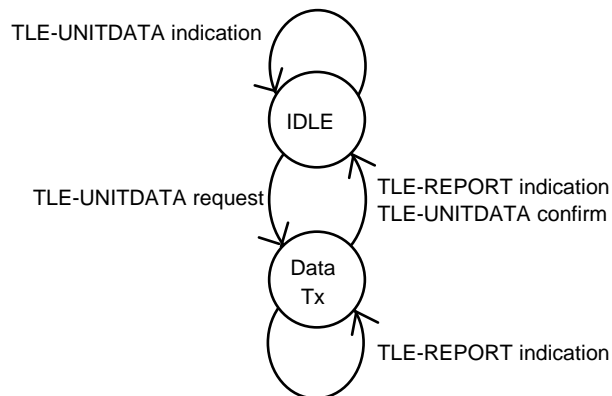 TLE-UNITDATA indication
IDLE
TLE-REPORT indication
TLE-UNITDATA request
TLE-UNITDATA confirm
Data
Tx
TLE-REPORT indication